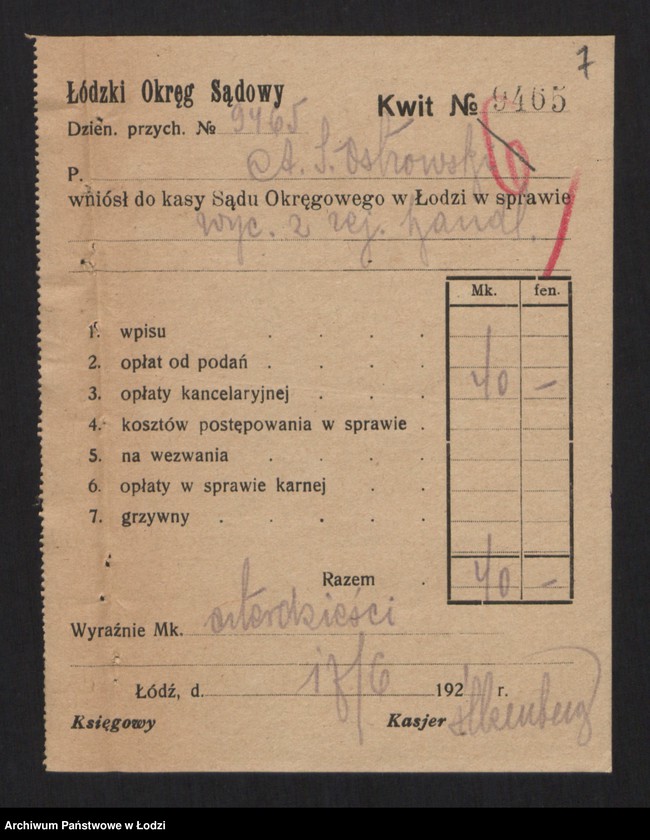 7
Łódzki Okręg Sądowy
Kwit № 9465
Dzień. przych. № 9465
6
P. A. S. Ostrowski
wniósł do kasy Sądu Okręgowego w Łodzi w sprawie
wyc. z rej. handl.
Mk. fen.
1. wpisu . . . .
2. opłat od podań . . . .
3. opłaty kancelaryjnej . . . 40 —
4. kosztów postępowania w sprawie .
5. na wezwania . . . .
6. opłaty w sprawie karnej . .
7. grzywny . . . . .
Razem . 40 —
Wyraźnie Mk. czterdzieści
Łódź, d. 17/6 192 r.
Księgowy Kasjer
Archiwum Państwowe w Łodzi